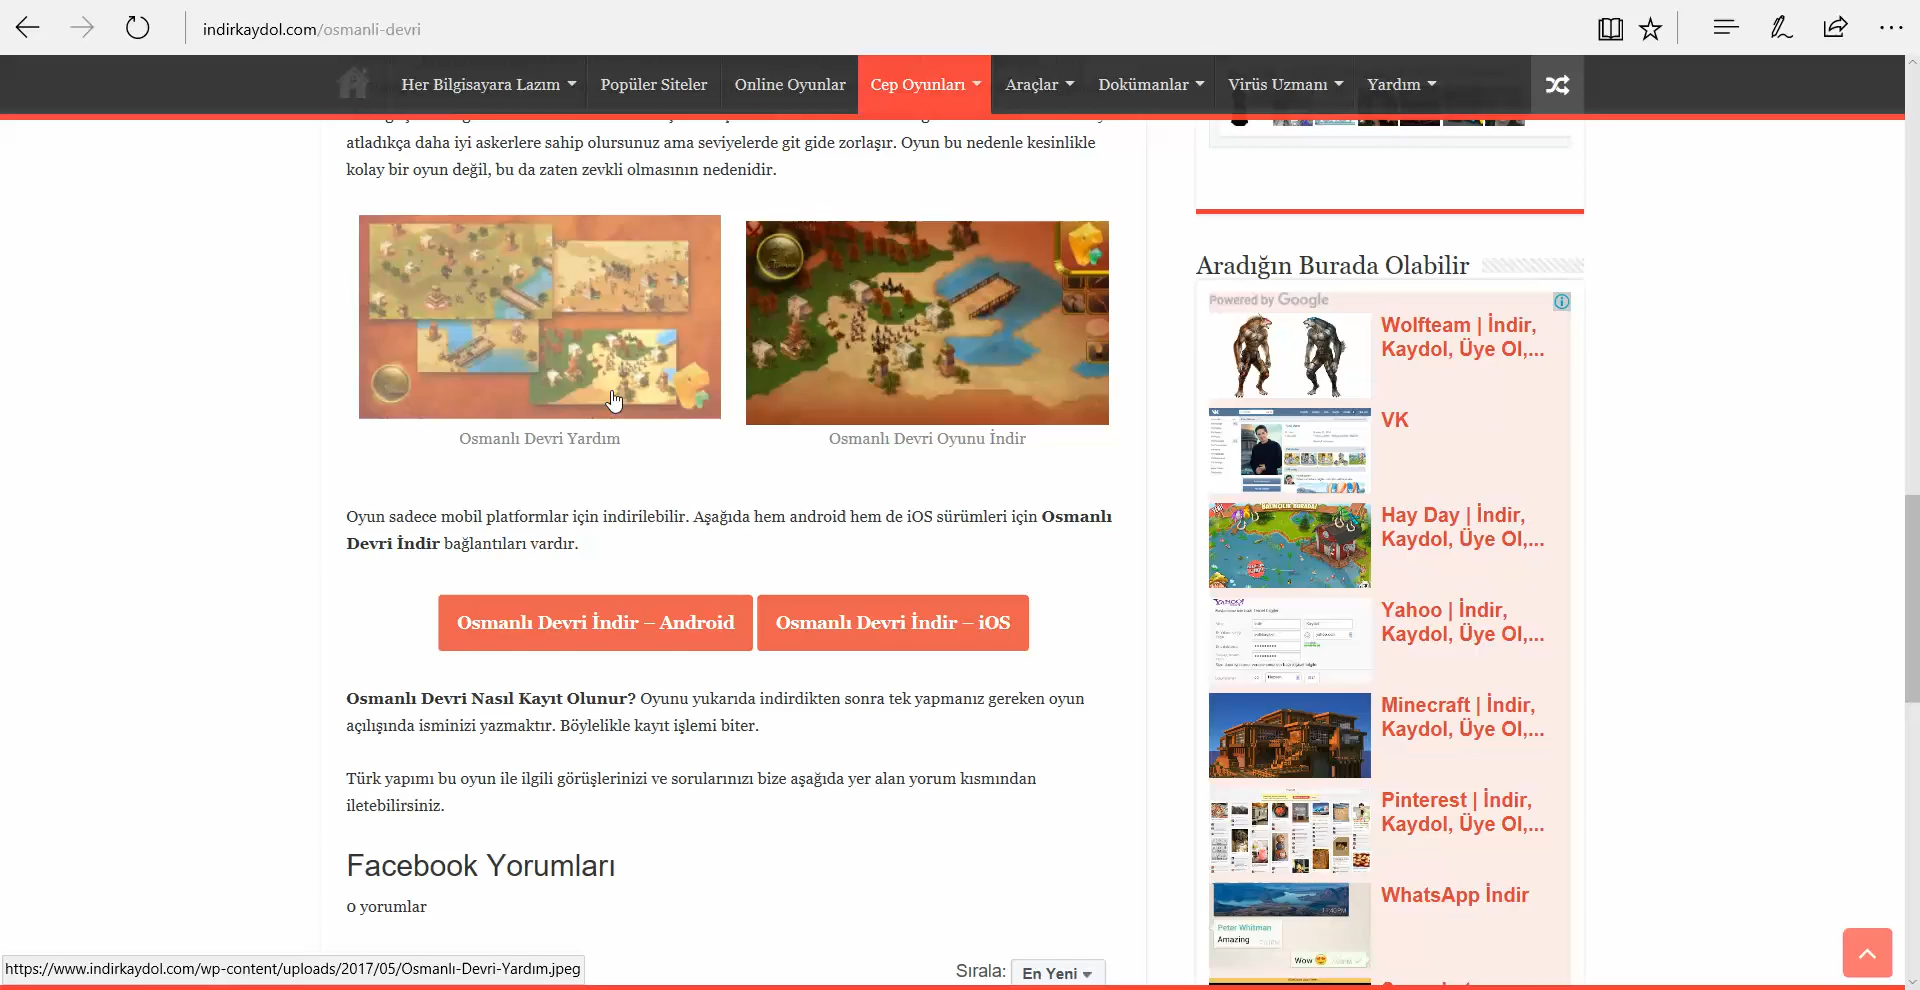 indirkaydol.com/osmanli-devri
Her Bilgisayara Lazım
Popüler Siteler
Online Oyunlar
Cep Oyunları
Araçlar
Dokümanlar
Virüs Uzmanı
Yardım
atladıkça daha iyi askerlere sahip olursunuz ama seviyelerde git gide zorlaşır. Oyun bu nedenle kesinlikle
kolay bir oyun değil, bu da zaten zevkli olmasının nedenidir.
Osmanlı Devri Yardım
Osmanlı Devri Oyunu İndir
Oyun sadece mobil platformlar için indirilebilir. Aşağıda hem android hem de iOS sürümleri için Osmanlı
Devri İndir bağlantıları vardır.
Osmanlı Devri İndir – Android
Osmanlı Devri İndir – iOS
Osmanlı Devri Nasıl Kayıt Olunur? Oyunu yukarıda indirdikten sonra tek yapmanız gereken oyun
açılışında isminizi yazmaktır. Böylelikle kayıt işlemi biter.
Türk yapımı bu oyun ile ilgili görüşlerinizi ve sorularınızı bize aşağıda yer alan yorum kısmından
iletebilirsiniz.
Facebook Yorumları
0 yorumlar
Sırala:
En Yeni
https://www.indirkaydol.com/wp-content/uploads/2017/05/Osmanlı-Devri-Yardım.jpeg
Aradığın Burada Olabilir
Powered by Google
Wolfteam | İndir,
Kaydol, Üye Ol,...
VK
Hay Day | İndir,
Kaydol, Üye Ol,...
YAHOO!
Yahoo | İndir,
Kaydol, Üye Ol,...
Minecraft | İndir,
Kaydol, Üye Ol,...
Pinterest | İndir,
Kaydol, Üye Ol,...
WhatsApp İndir
Peter Whitman
Amazing
Wow